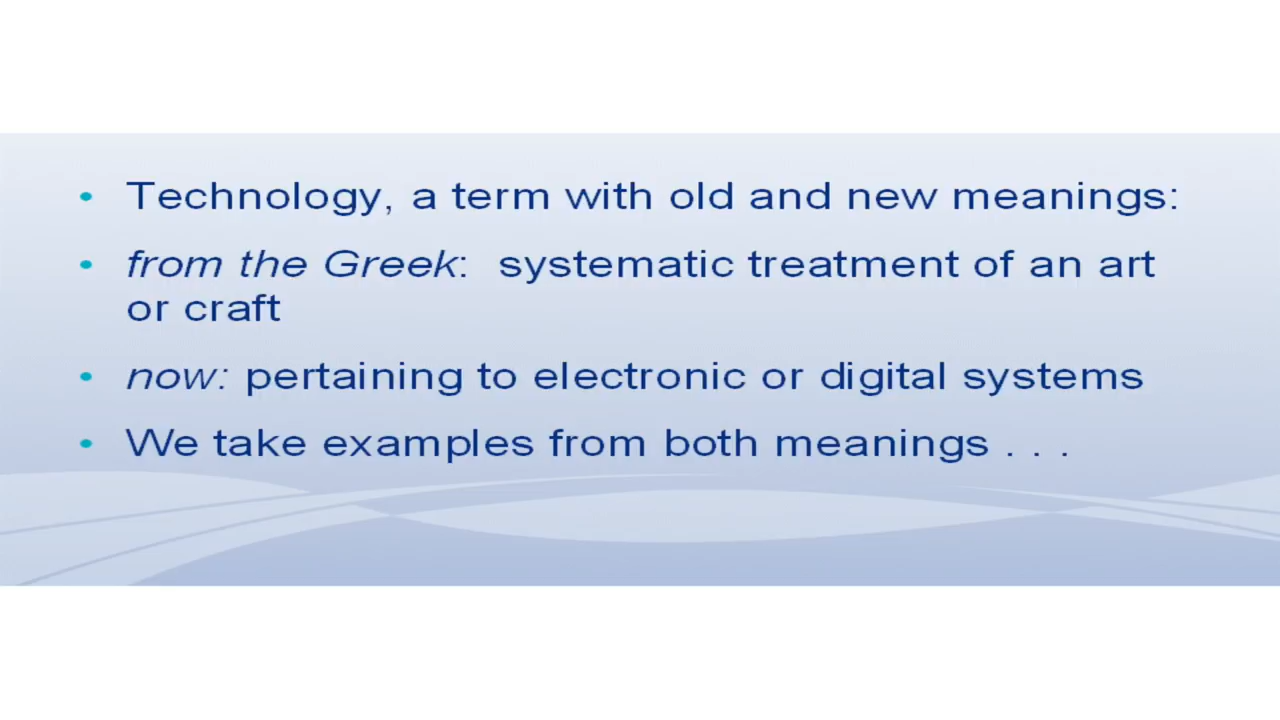 • Technology, a term with old and new meanings:
• from the Greek:  systematic treatment of an art
or craft
• now: pertaining to electronic or digital systems
• We take examples from both meanings . . .